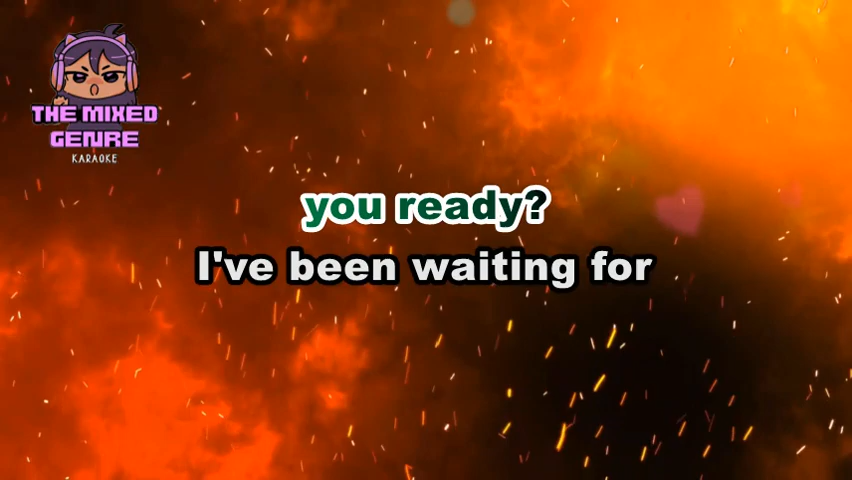 THE MIXED
GENRE
KARAOKE
you ready?
I've been waiting for